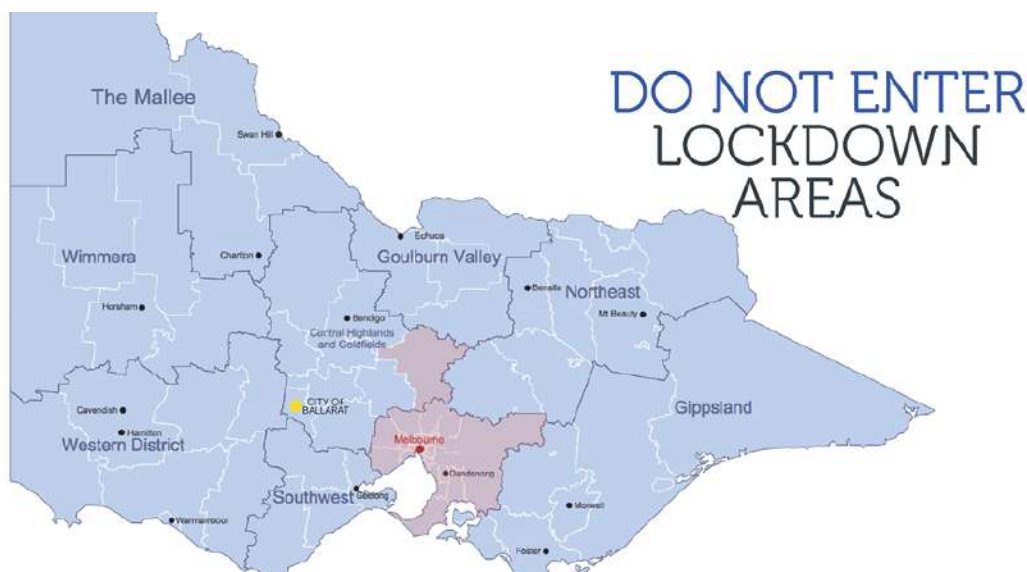 DO NOT ENTER
LOCKDOWN
AREAS
The Mallee
Swan Hill
Wimmera
Charlton
Echuca
Goulburn Valley
Horsham
Bendigo
Central Highlands
and Goldfields
Benalla
Northeast
Mt Beauty
CITY OF
BALLARAT
Cavendish
Hamilton
Western District
Melbourne
Dandenong
Gippsland
Southwest
Geelong
Warrnambool
Morwell
Foster